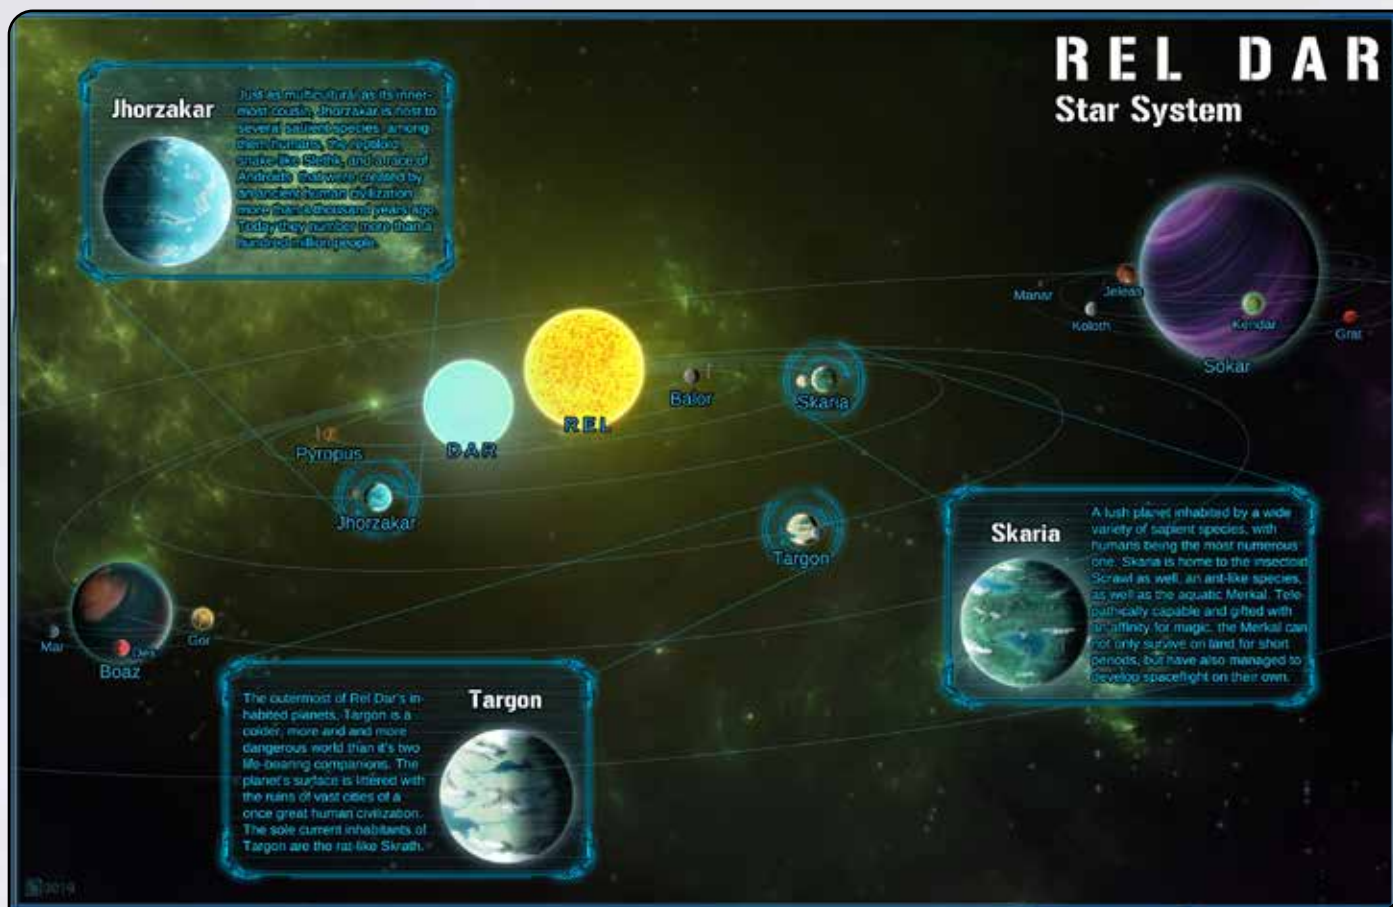 REL DAR
Star System
Jhorzakar
Just as multicultural as its inner-
most cousin, Jhorzakar is host to
several sattient species, among
them humans, the reptiloid,
snake-like Slethk, and a race of
Androids that were created by
an ancient human civilization
more than a thousand years ago.
Today they number more than a
hundred million people.
Manar
Jeleas
Koloth
Kendar
Grat
Sokar
REL
DAR
Balor
Skaria
Pyropus
Jhorzakar
Targon
Mar
Des
Gor
Boaz
Skaria
A lush planet inhabited by a wide
variety of sapient species, with
humans being the most numerous
one. Skaria is home to the insectoid
Scrawl as well, an ant-like species,
as well as the aquatic Merkal. Tele-
pathically capable and gifted with
an affinity for magic, the Merkal can
not only survive on land for short
periods, but have also managed to
develop spaceflight on their own.
Targon
The outermost of Rel Dar's in-
habited planets, Targon is a
colder, more arid and more
dangerous world than it's two
life-bearing companions. The
planet's surface is littered with
the ruins of vast cities of a
once great human civilization.
The sole current inhabitants of
Targon are the rat-like Skrath.
2019